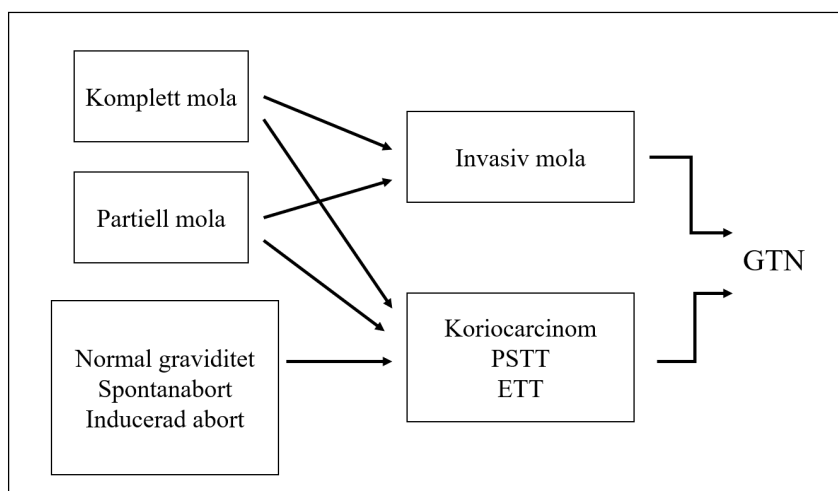 Komplett mola
Partiell mola
Normal graviditet
Spontanabort
Inducerad abort
Invasiv mola
Koriocarcinom
PSTT
ETT
GTN